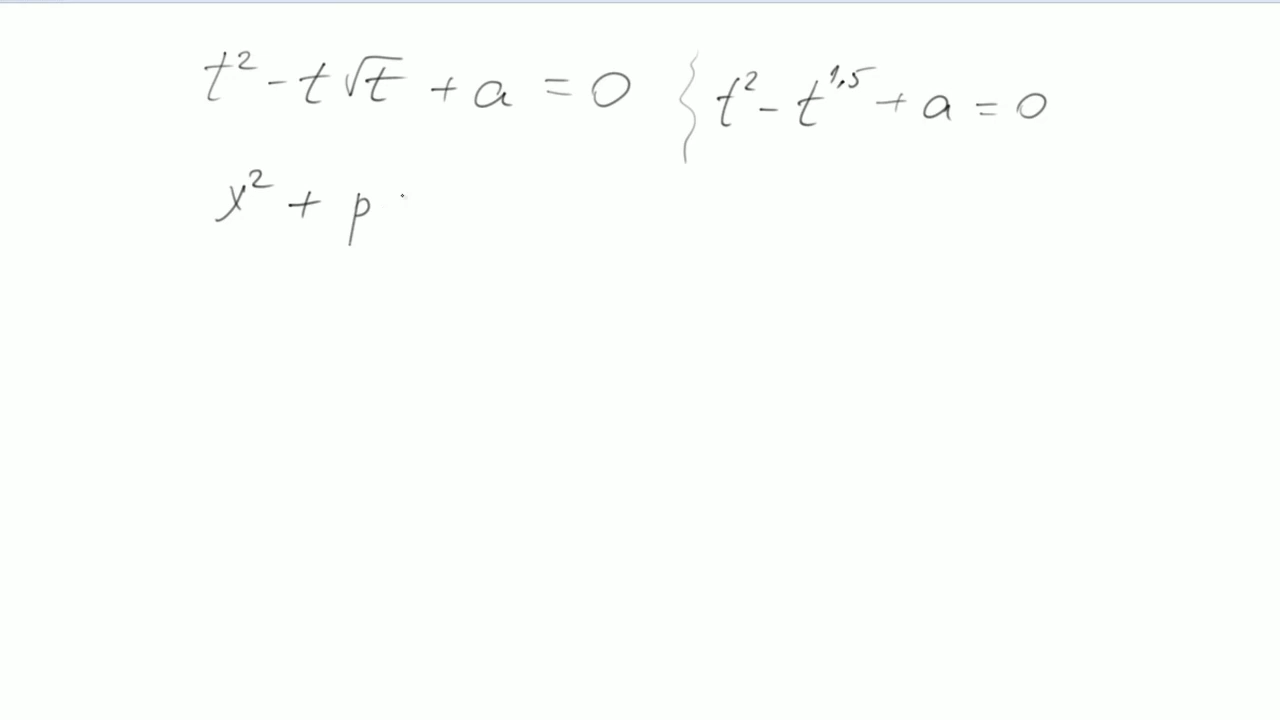 t² - t√t + a = 0 { t² - t^1,5 + a = 0
x² + p